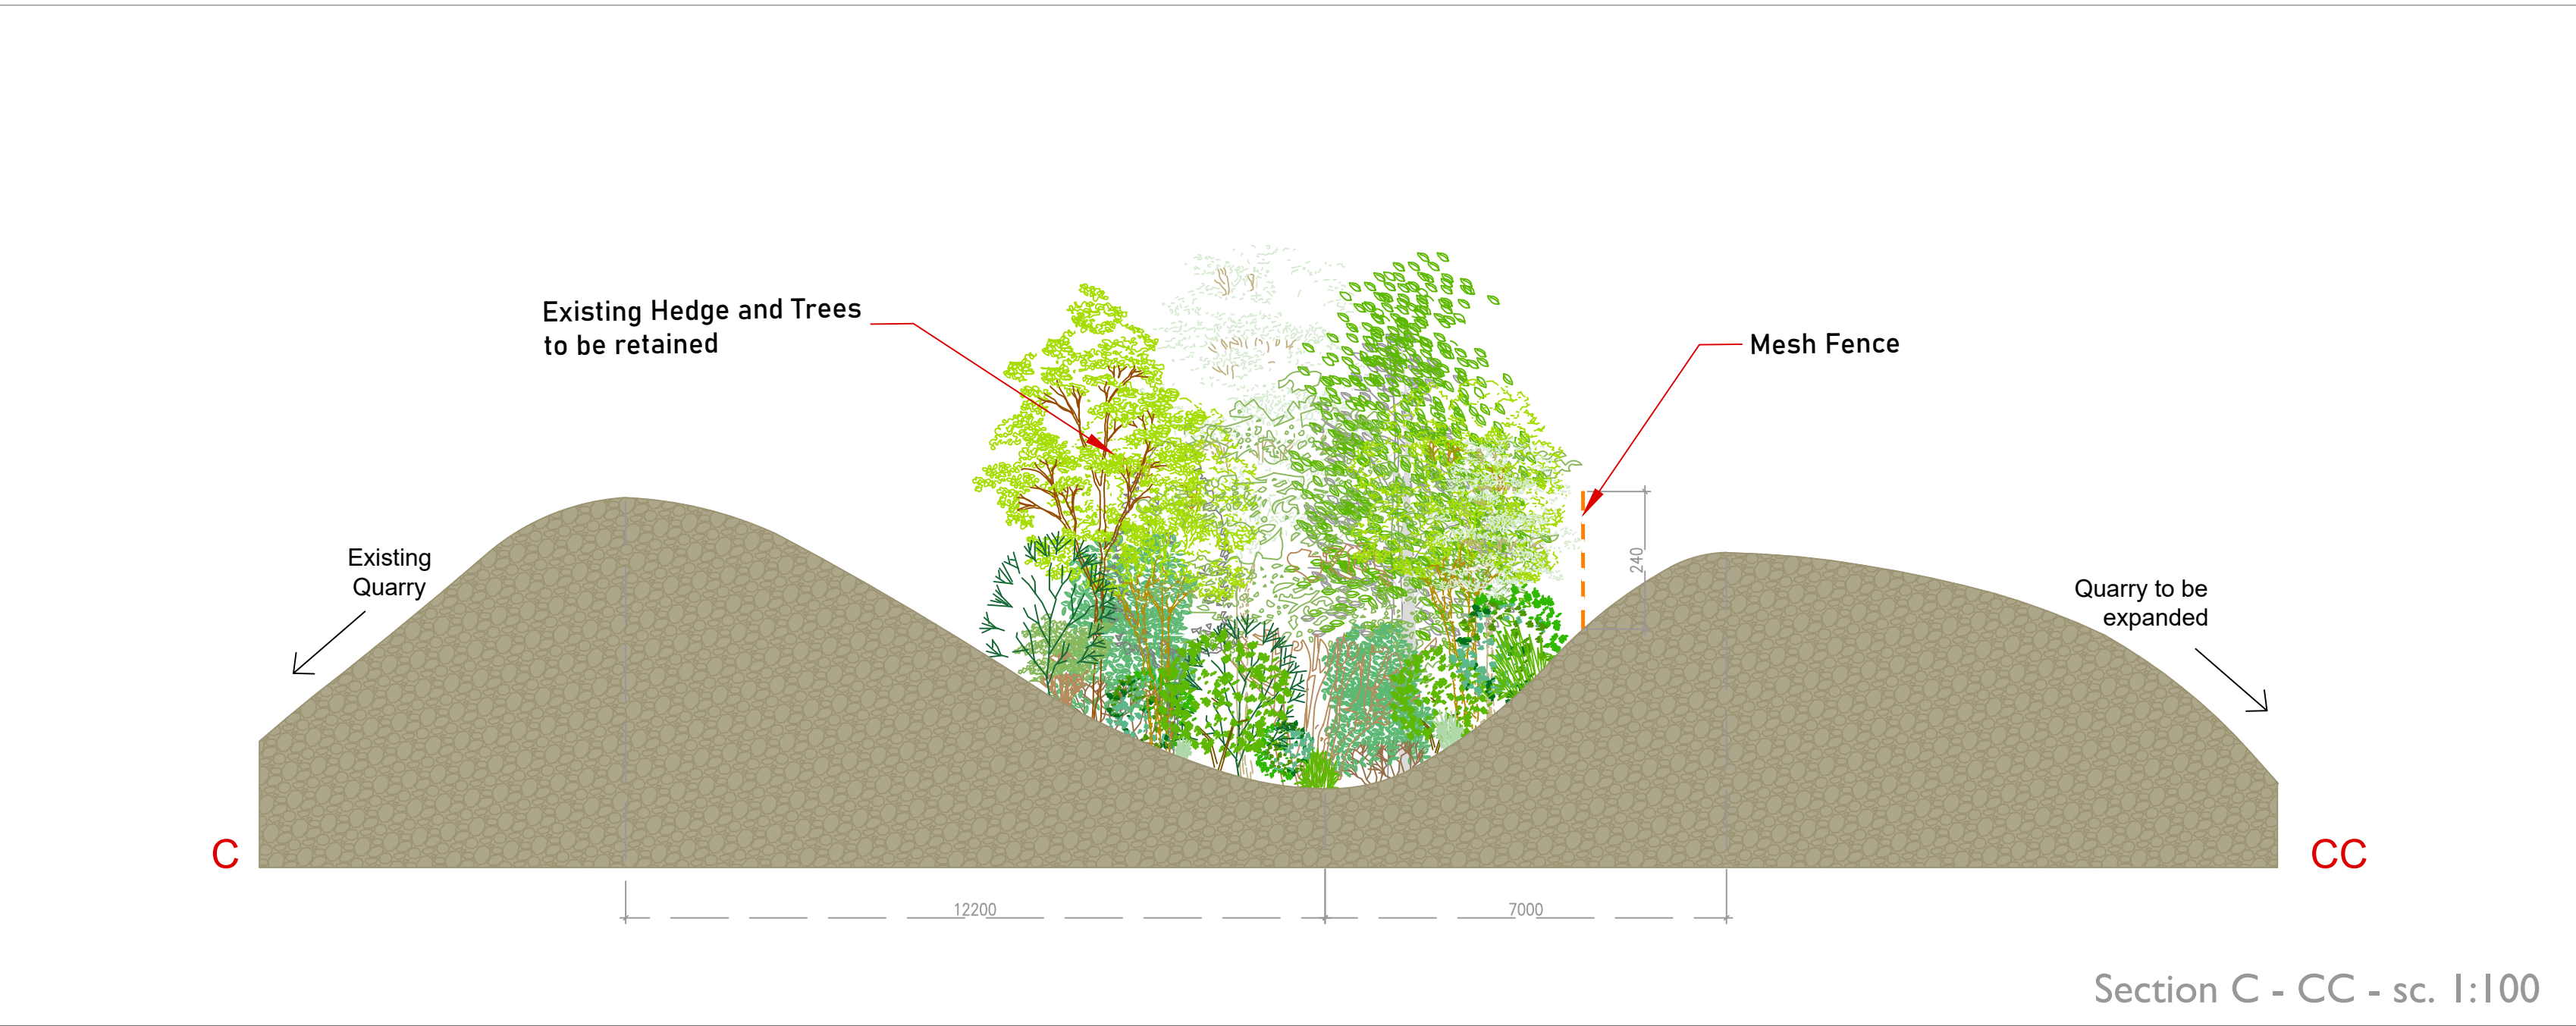 Existing Hedge and Trees
to be retained
Mesh Fence
Existing
Quarry
240
Quarry to be
expanded
C
CC
12200
7000
Section C - CC - sc. 1:100